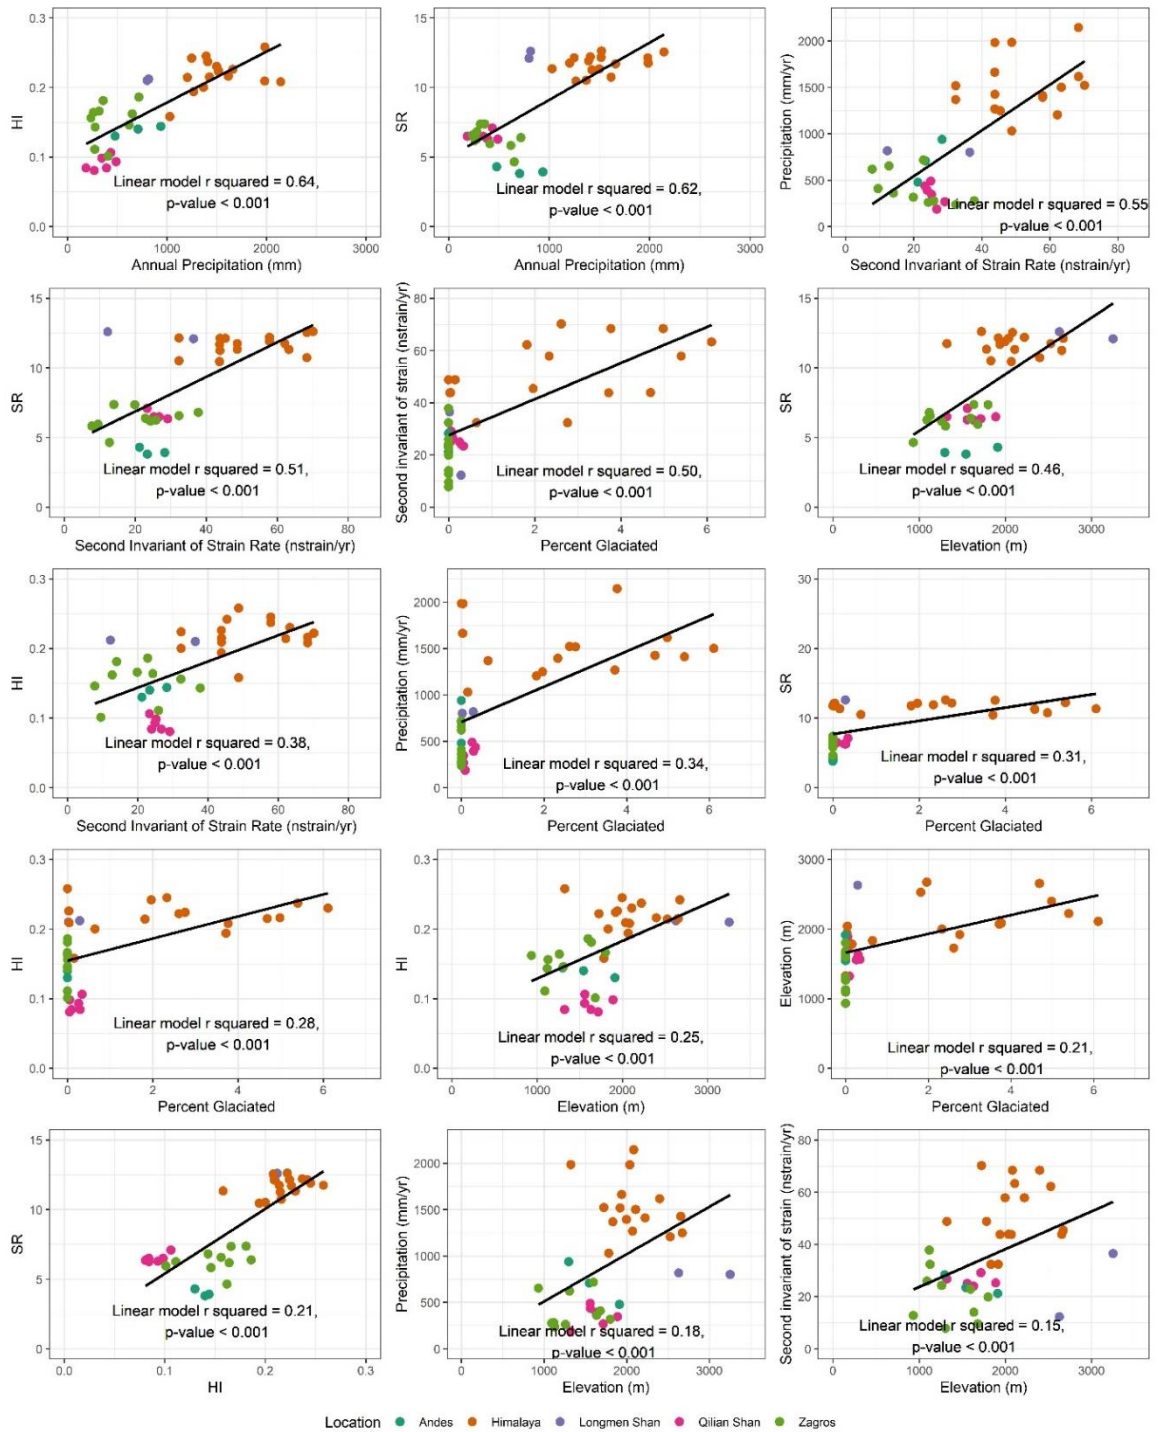 0.3
0.2
0.1
0.0
HI
Linear model r squared = 0.64,
p-value < 0.001
0 1000 2000 3000
Annual Precipitation (mm)
15
10
5
0
SR
Linear model r squared = 0.62,
p-value < 0.001
0 1000 2000 3000
Annual Precipitation (mm)
2000
1500
1000
500
0
Precipitation (mm/yr)
Linear model r squared = 0.55
p-value < 0.001
0 20 40 60 80
Second Invariant of Strain Rate (nstrain/yr)
15
10
5
0
SR
Linear model r squared = 0.51,
p-value < 0.001
0 20 40 60 80
Second Invariant of Strain Rate (nstrain/yr)
80
60
40
20
0
Second invariant of strain (nstrain/yr)
Linear model r squared = 0.50,
p-value < 0.001
0 2 4 6
Percent Glaciated
15
10
5
0
SR
Linear model r squared = 0.46,
p-value < 0.001
0 1000 2000 3000
Elevation (m)
0.3
0.2
0.1
0.0
HI
Linear model r squared = 0.38,
p-value < 0.001
0 20 40 60 80
Second Invariant of Strain Rate (nstrain/yr)
2000
1500
1000
500
0
Precipitation (mm/yr)
Linear model r squared = 0.34,
p-value < 0.001
0 2 4 6
Percent Glaciated
30
20
10
0
SR
Linear model r squared = 0.31,
p-value < 0.001
0 2 4 6
Percent Glaciated
0.3
0.2
0.1
0.0
HI
Linear model r squared = 0.28,
p-value < 0.001
0 2 4 6
Percent Glaciated
0.3
0.2
0.1
0.0
HI
Linear model r squared = 0.25,
p-value < 0.001
0 1000 2000 3000
Elevation (m)
3000
2000
1000
0
Elevation (m)
Linear model r squared = 0.21,
p-value < 0.001
0 2 4 6
Percent Glaciated
15
10
5
0
SR
Linear model r squared = 0.21,
p-value < 0.001
0.0 0.1 0.2 0.3
HI
2000
1500
1000
500
0
Precipitation (mm/yr)
Linear model r squared = 0.18,
p-value < 0.001
0 1000 2000 3000
Elevation (m)
80
60
40
20
0
Second invariant of strain (nstrain/yr)
Linear model r squared = 0.15,
p-value < 0.001
0 1000 2000 3000
Elevation (m)
Location Andes Himalaya Longmen Shan Qilian Shan Zagros